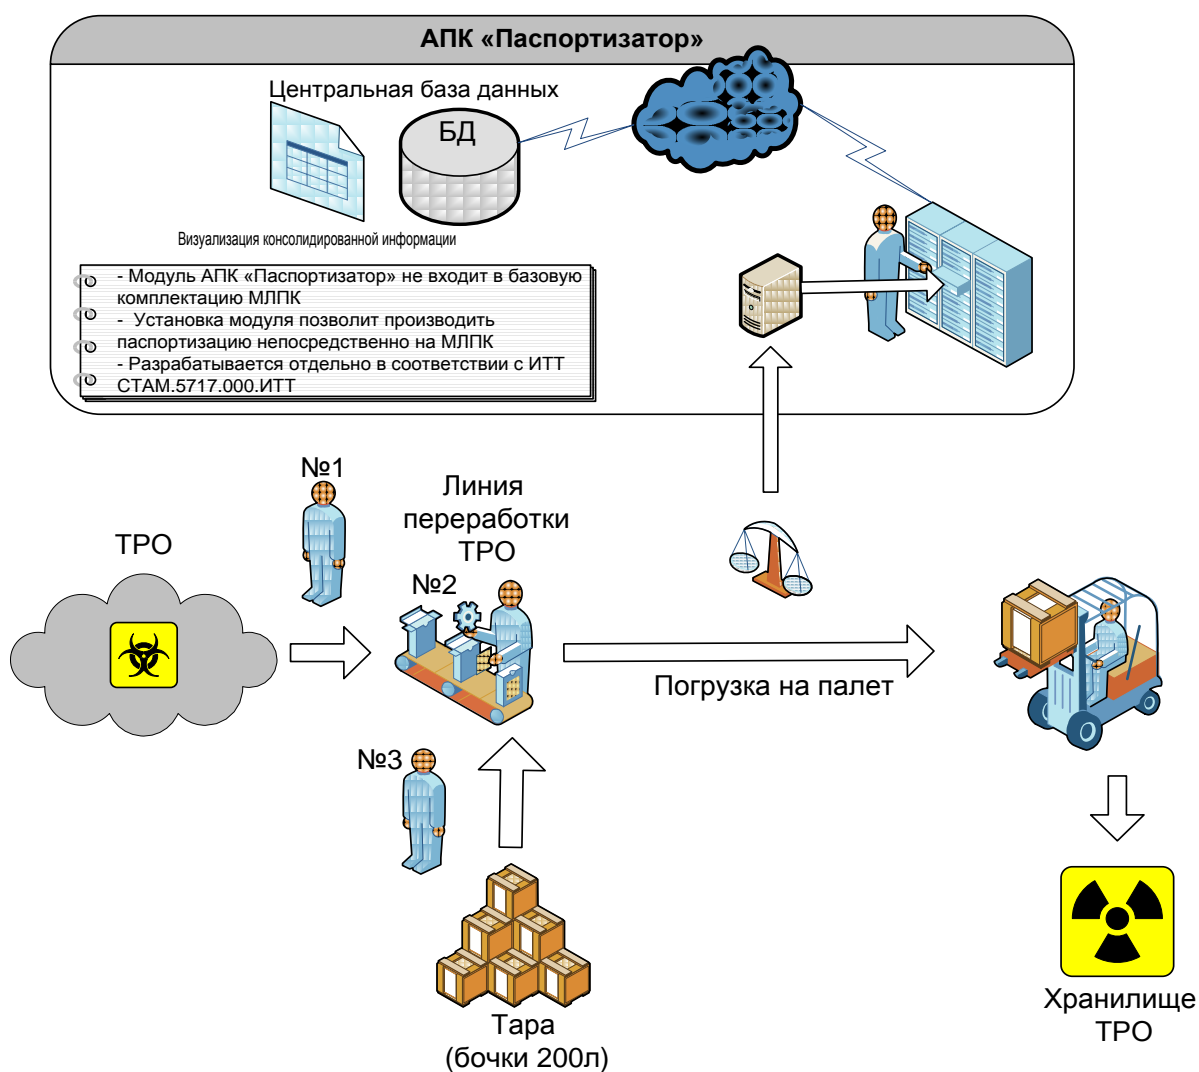 АПК «Паспортизатор»
Центральная база данных
БД
Визуализация консолидированной информации
- Модуль АПК «Паспортизатор» не входит в базовую
комплектацию МЛПК
- Установка модуля позволит производить
паспортизацию непосредственно на МЛПК
- Разрабатывается отдельно в соответствии с ИТТ
СТАМ.5717.000.ИТТ
№1
Линия
переработки
ТРО
ТРО
№2
Погрузка на палет
№3
Тара
(бочки 200л)
Хранилище
ТРО